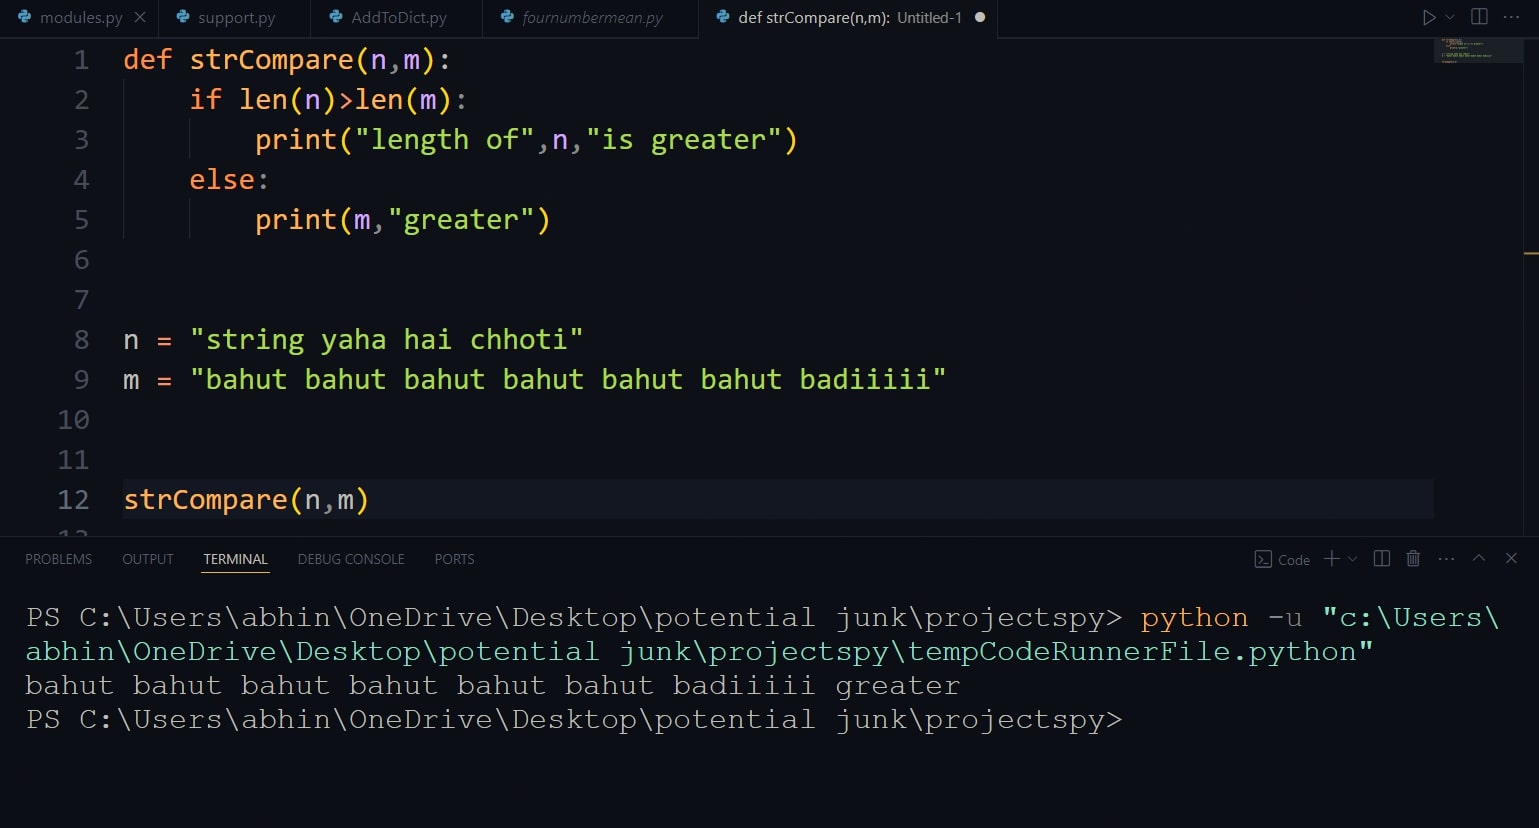 modules.py
support.py
AddToDict.py
fournumbermean.py
def strCompare(n,m): Untitled-1
1 def strCompare(n,m):
2     if len(n)>len(m):
3         print("length of",n,"is greater")
4     else:
5         print(m,"greater")
6
7
8 n = "string yaha hai chhoti"
9 m = "bahut bahut bahut bahut bahut bahut badiiiii"
10
11
12 strCompare(n,m)
PROBLEMS OUTPUT TERMINAL DEBUG CONSOLE PORTS
Code
PS C:\Users\abhin\OneDrive\Desktop\potential junk\projectspy> python -u "c:\Users\
abhin\OneDrive\Desktop\potential junk\projectspy\tempCodeRunnerFile.python"
bahut bahut bahut bahut bahut bahut badiiiii greater
PS C:\Users\abhin\OneDrive\Desktop\potential junk\projectspy>